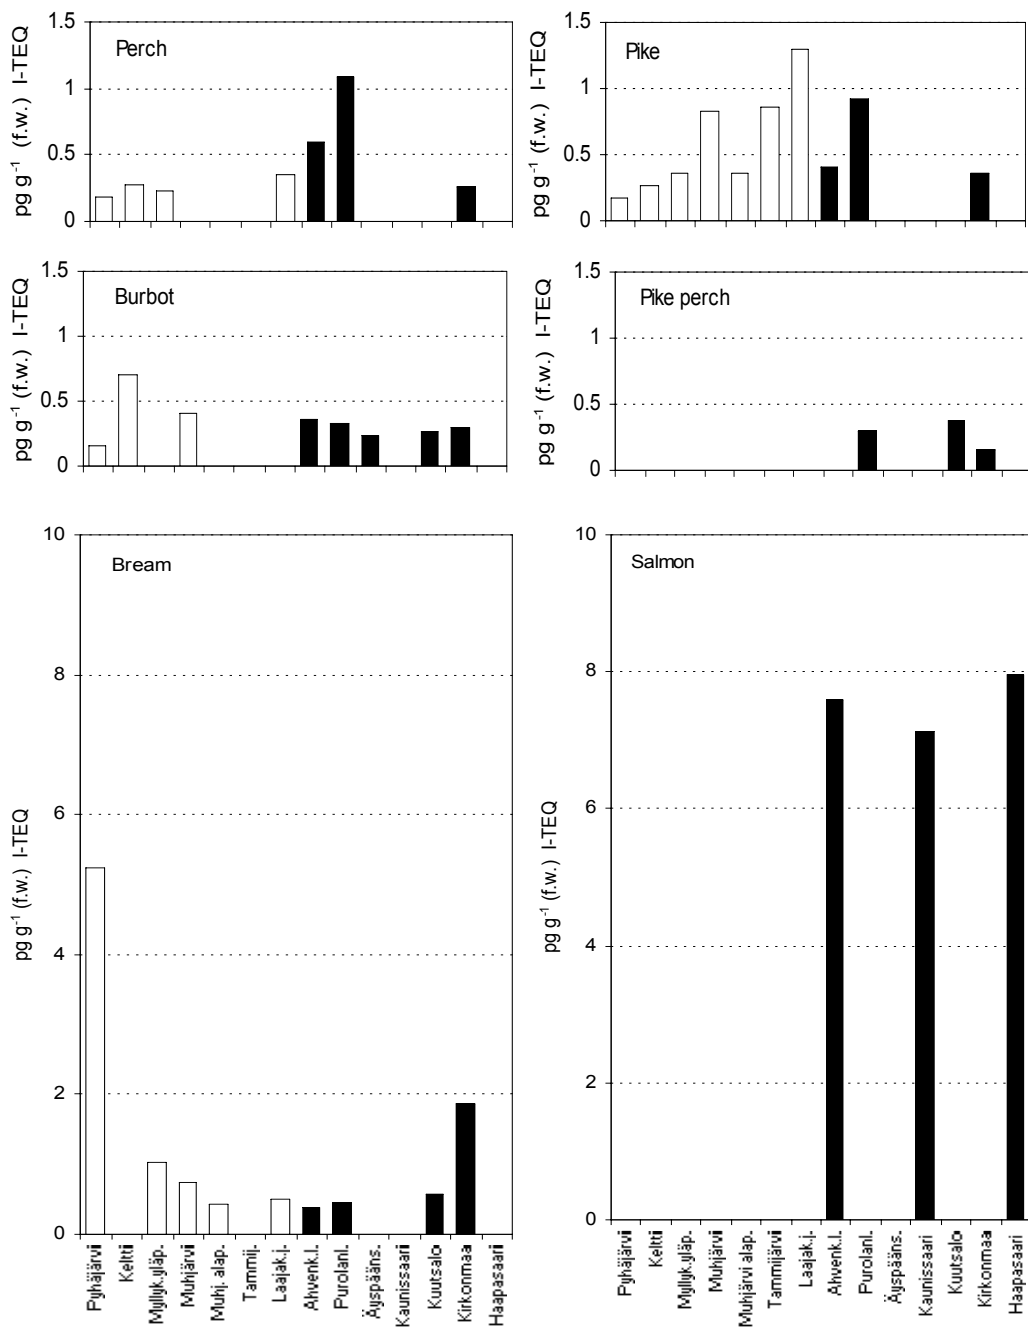 Perch
pg g⁻¹ (f.w.) I-TEQ
1.5
1
0.5
0
Pike
pg g⁻¹ (f.w.) I-TEQ
1.5
1
0.5
0
Burbot
pg g⁻¹ (f.w.) I-TEQ
1.5
1
0.5
0
Pike perch
pg g⁻¹ (f.w.) I-TEQ
1.5
1
0.5
0
Bream
pg g⁻¹ (f.w.) I-TEQ
10
8
6
4
2
0
Pyhäjärvi
Keltti
Myllyk.yläp.
Muhjärvi
Muhj. alap.
Tammij.
Laajak.j.
Ahvenk.l.
Purolanl.
Äyspääns.
Kaunissaari
Kuutsalo
Kirkonmaa
Haapasaari
Salmon
pg g⁻¹ (f.w.) I-TEQ
10
8
6
4
2
0
Pyhäjärvi
Keltti
Myllyk.yläp.
Muhjärvi
Muhjärvi alap.
Tammijärvi
Laajak.j.
Ahvenk.l.
Purolanl.
Äyspääns.
Kaunissaari
Kuutsalo
Kirkonmaa
Haapasaari